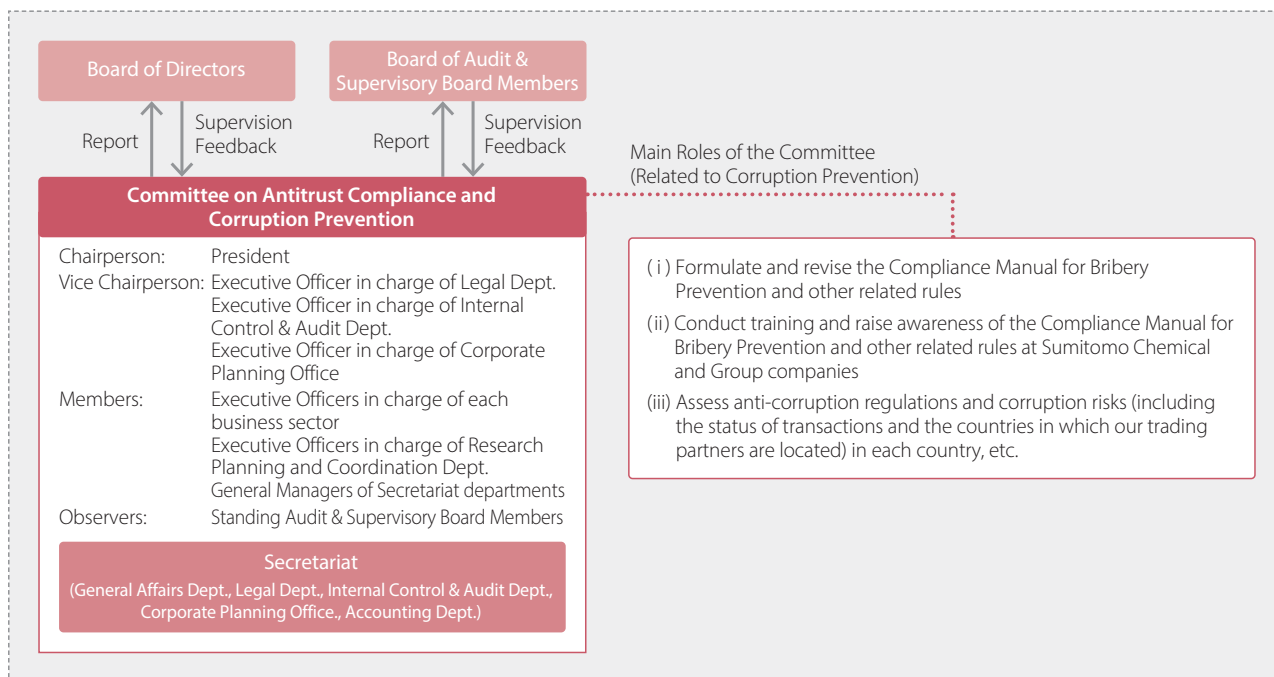 Board of Directors
Board of Audit &
Supervisory Board Members
Report
Supervision
Feedback
Report
Supervision
Feedback
Main Roles of the Committee
(Related to Corruption Prevention)
Committee on Antitrust Compliance and
Corruption Prevention
Chairperson: President
Vice Chairperson: Executive Officer in charge of Legal Dept.
Executive Officer in charge of Internal
Control & Audit Dept.
Executive Officer in charge of Corporate
Planning Office
Members: Executive Officers in charge of each
business sector
Executive Officers in charge of Research
Planning and Coordination Dept.
General Managers of Secretariat departments
Observers: Standing Audit & Supervisory Board Members
Secretariat
(General Affairs Dept., Legal Dept., Internal Control & Audit Dept.,
Corporate Planning Office., Accounting Dept.)
( i ) Formulate and revise the Compliance Manual for Bribery
Prevention and other related rules
(ii) Conduct training and raise awareness of the Compliance Manual for
Bribery Prevention and other related rules at Sumitomo Chemical
and Group companies
(iii) Assess anti-corruption regulations and corruption risks (including
the status of transactions and the countries in which our trading
partners are located) in each country, etc.